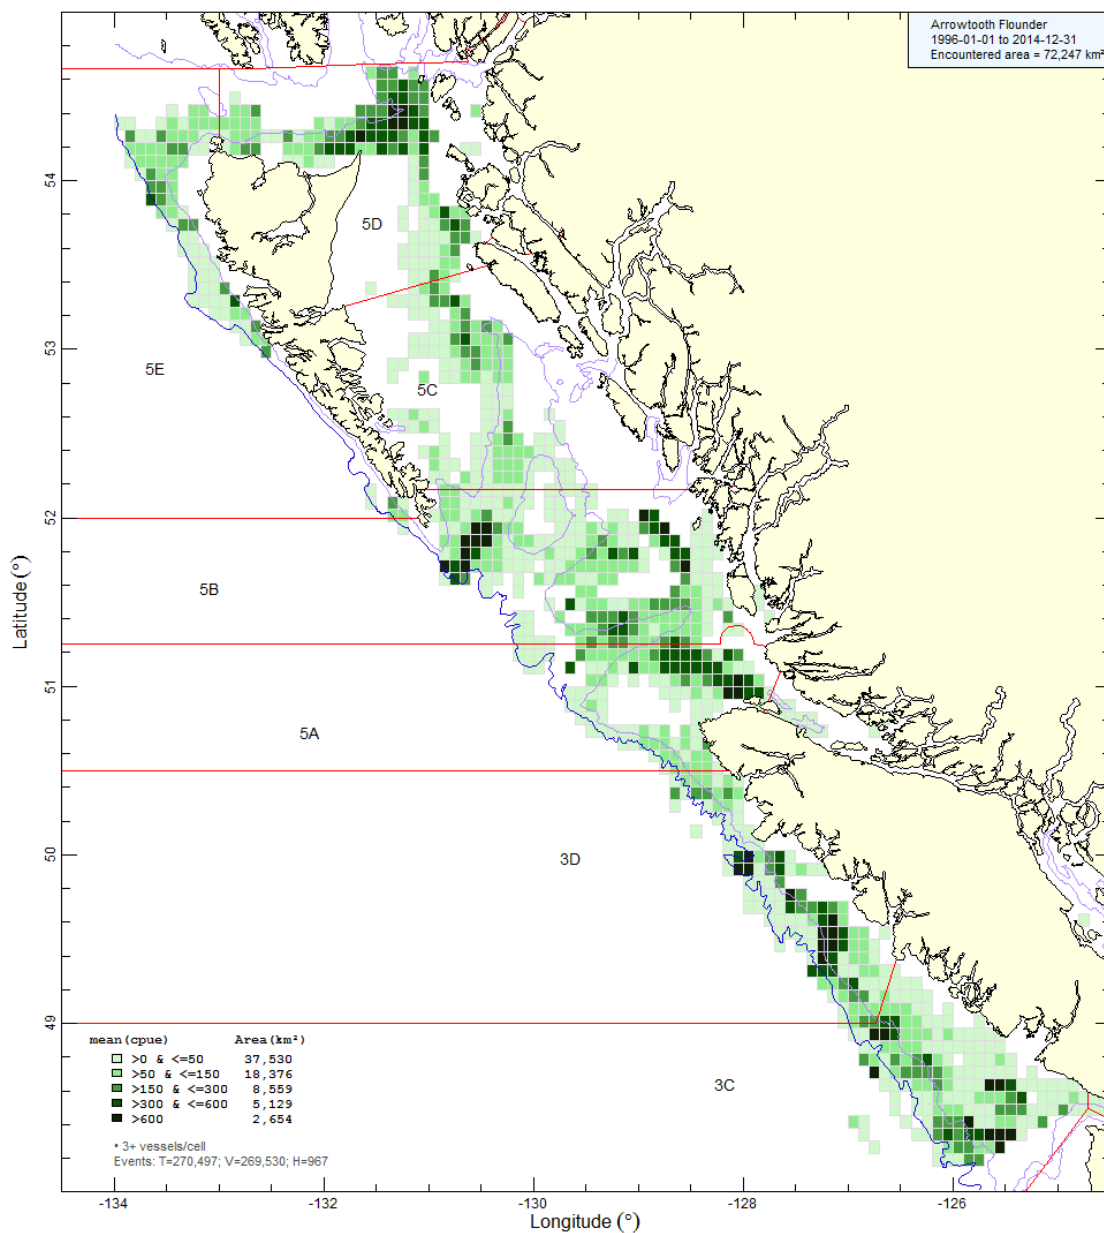 Arrowtooth Flounder
1996-01-01 to 2014-12-31
Encountered area = 72,247 km²
54
5D
53
5E
5C
52
5B
51
5A
50
3D
49
3C
Latitude (°)
mean(cpue) Area(km²)
>0 & <=50 37,530
>50 & <=150 18,376
>150 & <=300 8,559
>300 & <=600 5,129
>600 2,654
• 3+ vessels/cell
Events: T=270,497; V=269,530; H=967
-134 -132 -130 -128 -126
Longitude (°)